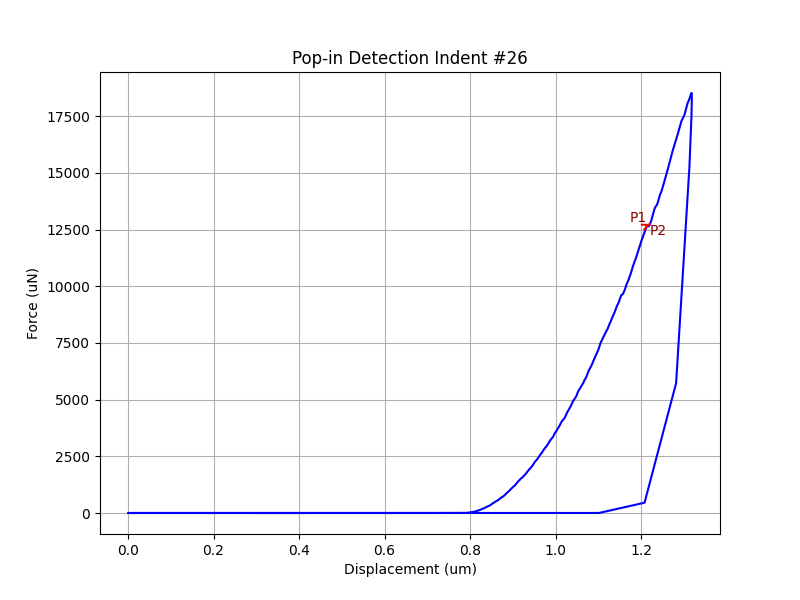 Pop-in Detection Indent #26
17500
15000
12500
10000
7500
5000
2500
0
Force (uN)
P1
P2
0.0 0.2 0.4 0.6 0.8 1.0 1.2
Displacement (um)